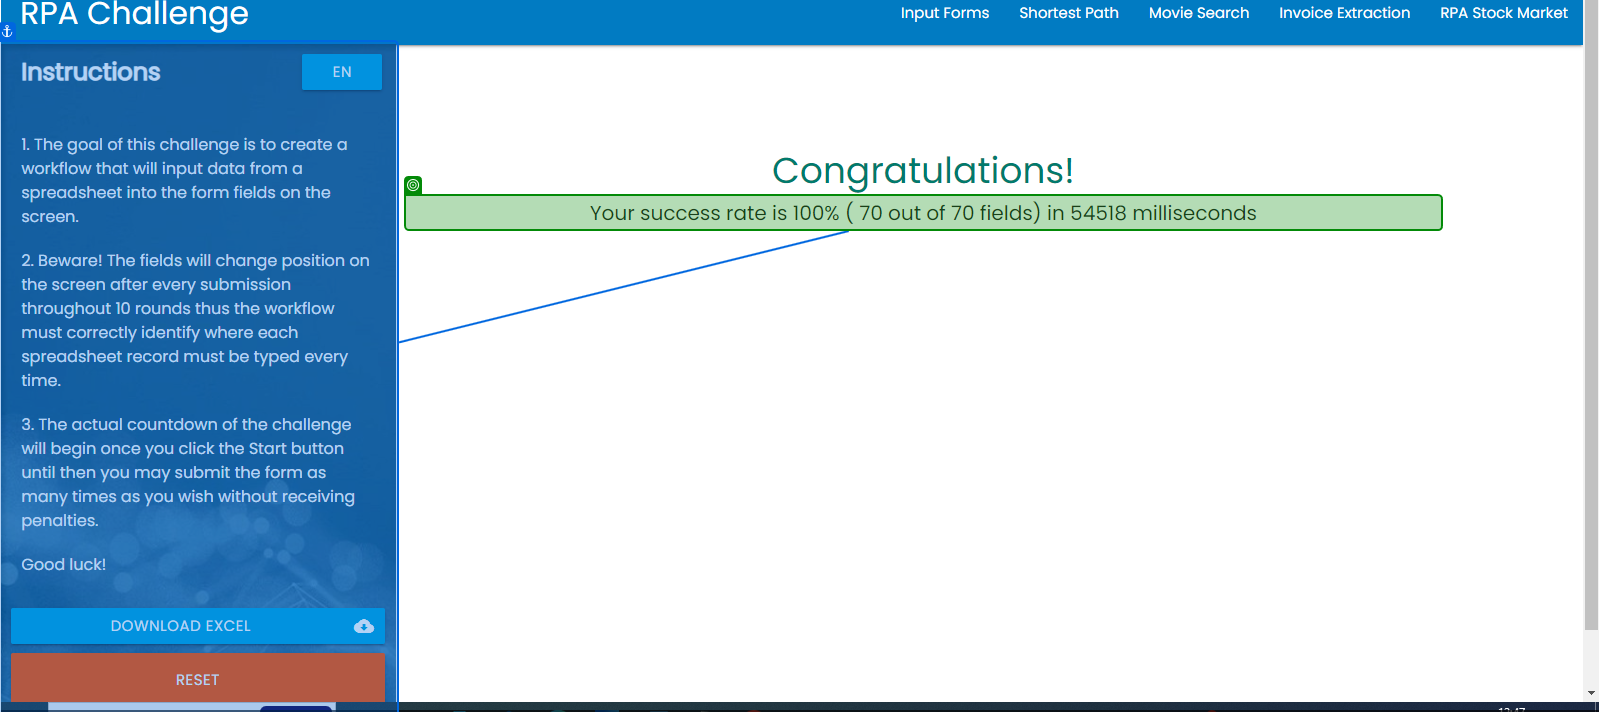 RPA Challenge
Input Forms
Shortest Path
Movie Search
Invoice Extraction
RPA Stock Market
Instructions
EN
1. The goal of this challenge is to create a
workflow that will input data from a
spreadsheet into the form fields on the
screen.
2. Beware! The fields will change position on
the screen after every submission
throughout 10 rounds thus the workflow
must correctly identify where each
spreadsheet record must be typed every
time.
3. The actual countdown of the challenge
will begin once you click the Start button
until then you may submit the form as
many times as you wish without receiving
penalties.
Good luck!
DOWNLOAD EXCEL
RESET
Congratulations!
Your success rate is 100% ( 70 out of 70 fields) in 54518 milliseconds